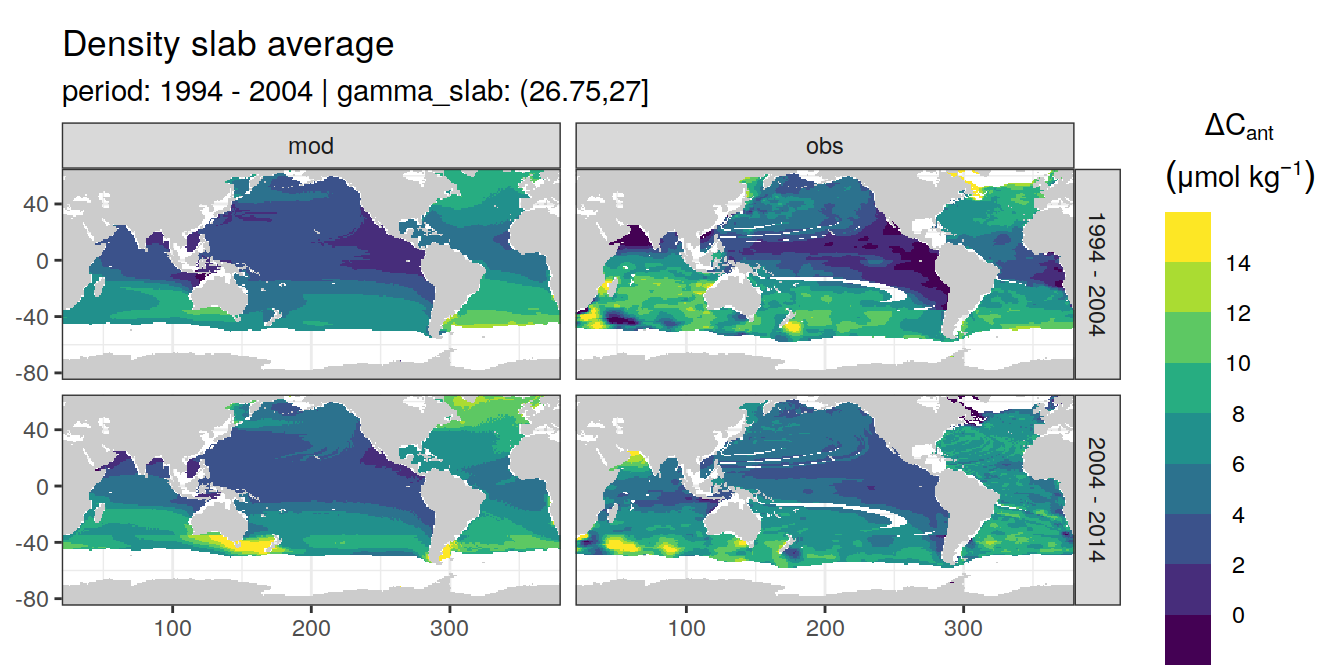 Density slab average
period: 1994 - 2004 | gamma_slab: (26.75,27]
mod
obs
ΔCant
(μmol kg−1)
40
0
-40
-80
1994 - 2004
40
0
-40
-80
2004 - 2014
100
200
300
100
200
300
14
12
10
8
6
4
2
0